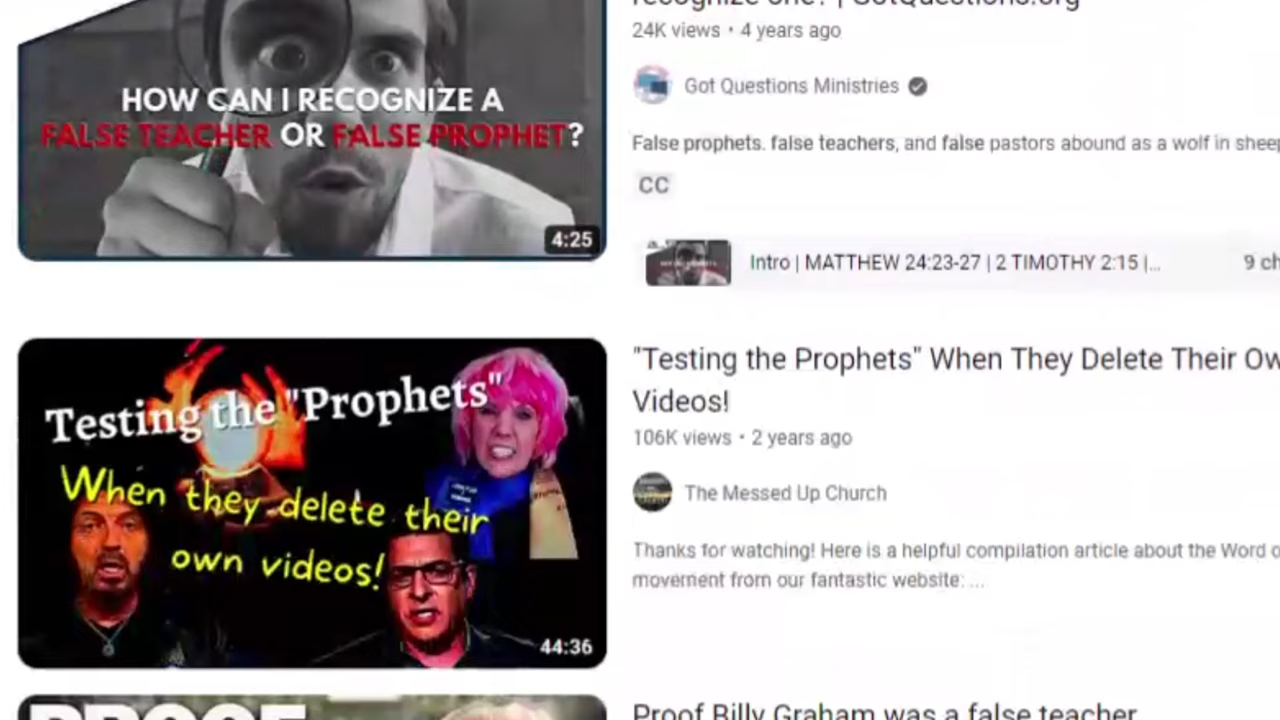 recognize one? | GotQuestions.org
24K views • 4 years ago
HOW CAN I RECOGNIZE A
FALSE TEACHER OR FALSE PROPHET?
4:25
Got Questions Ministries
False prophets. false teachers, and false pastors abound as a wolf in sheep
CC
Intro | MATTHEW 24:23-27 | 2 TIMOTHY 2:15 |...
9 ch
Testing the "Prophets"
When they delete their
own videos!
44:36
"Testing the Prophets" When They Delete Their Ow
Videos!
106K views • 2 years ago
The Messed Up Church
Thanks for watching! Here is a helpful compilation article about the Word o
movement from our fantastic website: ...
PROOF
Proof Billy Graham was a false teacher